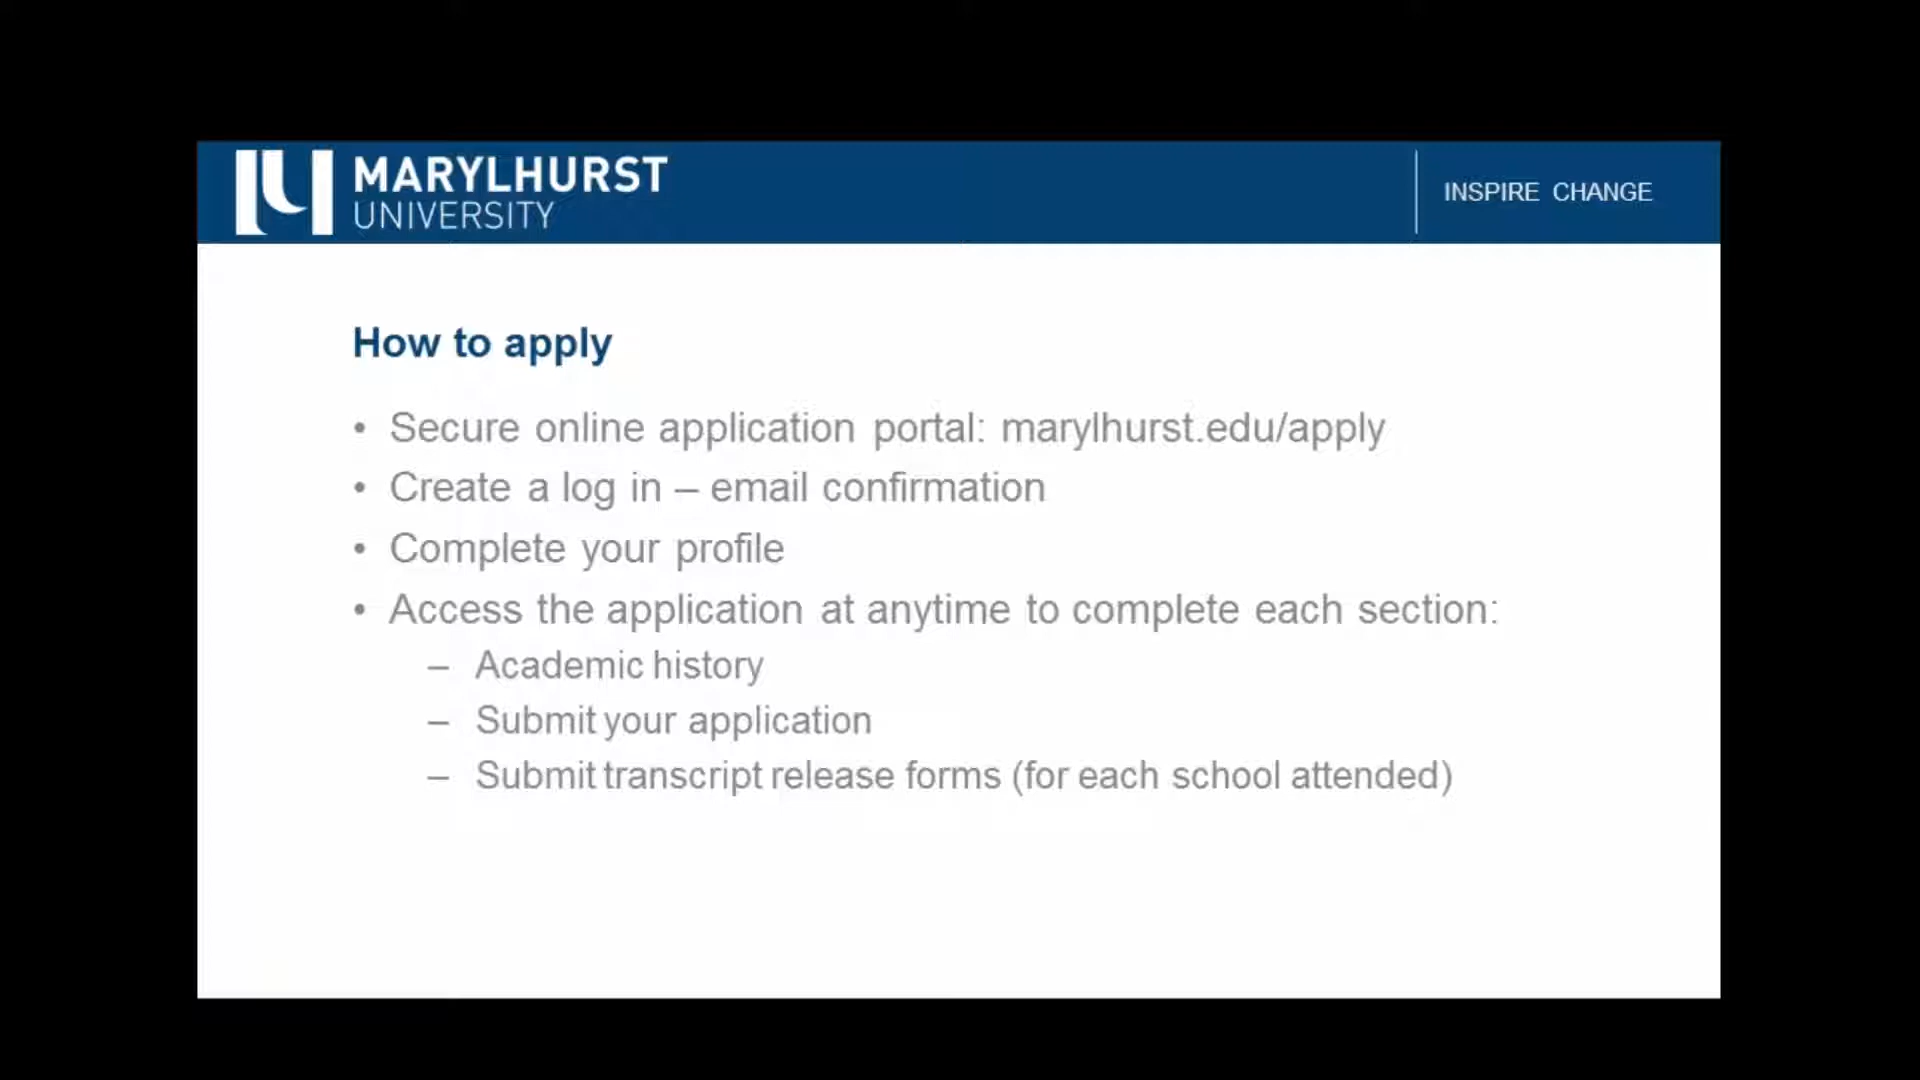 MARYLHURST
UNIVERSITY
INSPIRE CHANGE
How to apply
• Secure online application portal: marylhurst.edu/apply
• Create a log in – email confirmation
• Complete your profile
• Access the application at anytime to complete each section:
– Academic history
– Submit your application
– Submit transcript release forms (for each school attended)